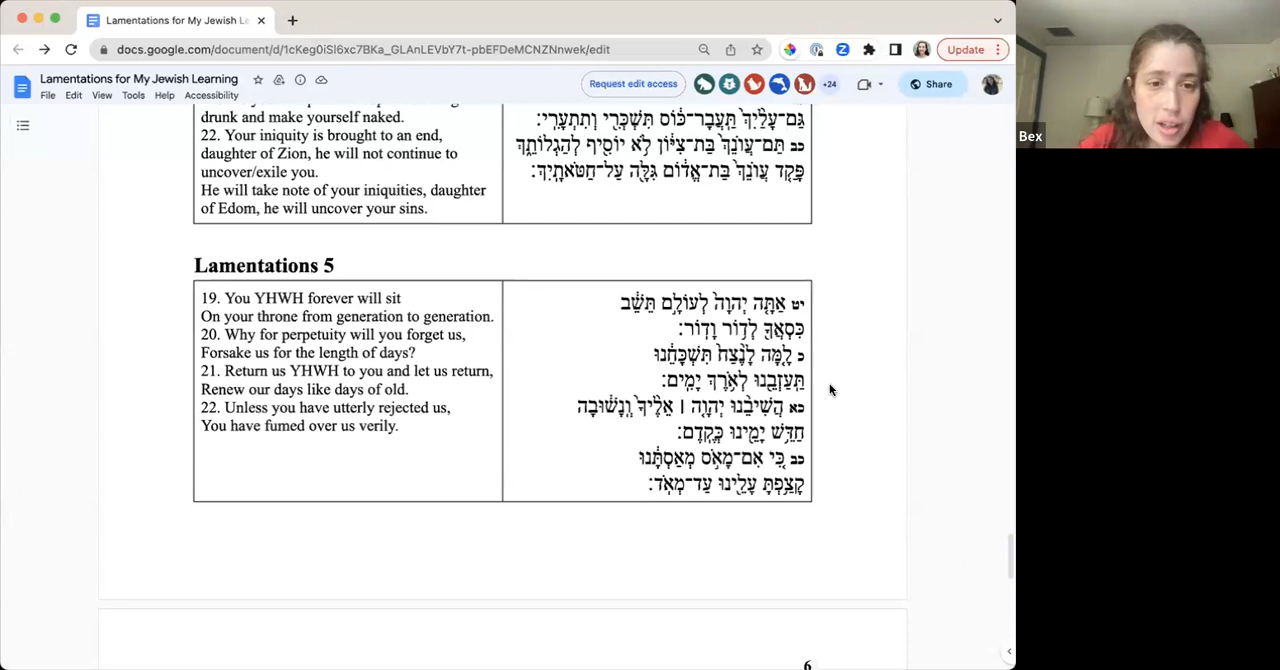 Lamentations for My Jewish Le
docs.google.com/document/d/1cKeg0iSl6xc7BKa_GLAnLEVbY7t-pbEFDeMCNZNnwek/edit
Update
Lamentations for My Jewish Learning
File Edit View Tools Help Accessibility
Request edit access
+24
Share
Bex
drunk and make yourself naked.
22. Your iniquity is brought to an end,
daughter of Zion, he will not continue to
uncover/exile you.
He will take note of your iniquities, daughter
of Edom, he will uncover your sins.
גַּם־עָלַ֙יִךְ֙ תַּעֲבׇר־כּ֔וֹס תִּשְׁכְּרִ֖י וְתִתְעָרִֽי׃
כב תַּם־עֲוֺנֵךְ֙ בַּת־צִיּ֔וֹן לֹ֥א יוֹסִ֖יף לְהַגְלוֹתֵ֑ךְ
פָּקַ֤ד עֲוֺנֵךְ֙ בַּת־אֱד֔וֹם גִּלָּ֖ה עַל־חַטֹּאתָֽיִךְ׃
Lamentations 5
19. You YHWH forever will sit
On your throne from generation to generation.
20. Why for perpetuity will you forget us,
Forsake us for the length of days?
21. Return us YHWH to you and let us return,
Renew our days like days of old.
22. Unless you have utterly rejected us,
You have fumed over us verily.
יט אַתָּ֤ה יְהוָה֙ לְעוֹלָ֣ם תֵּשֵׁ֔ב
כִּסְאֲךָ֖ לְד֥וֹר וָדֽוֹר׃
כ לָ֤מָּה לָנֶ֙צַח֙ תִּשְׁכָּחֵ֔נוּ
תַּֽעַזְבֵ֖נוּ לְאֹ֥רֶךְ יָמִֽים׃
כא הֲשִׁיבֵ֨נוּ יְהוָ֤ה ׀ אֵלֶ֙יךָ֙ וְֽנָשׁ֔וּבָה
חַדֵּ֥שׁ יָמֵ֖ינוּ כְּקֶֽדֶם׃
כב כִּ֚י אִם־מָאֹ֣ס מְאַסְתָּ֔נוּ
קָצַ֥פְתָּ עָלֵ֖ינוּ עַד־מְאֹֽד׃
6